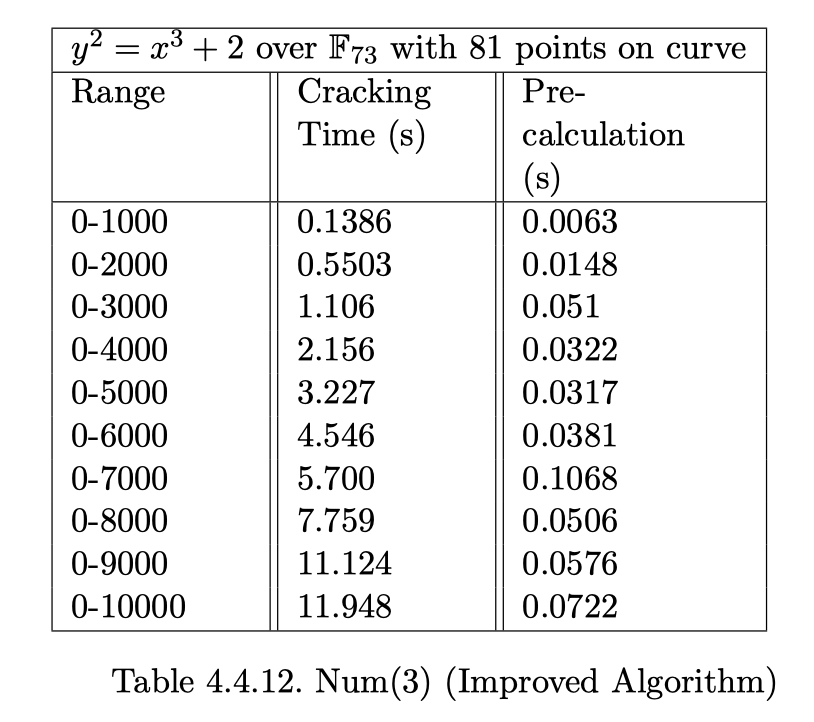 y² = x³ + 2 over 𝔽₇₃ with 81 points on curve
Range Cracking Pre-
Time (s) calculation
(s)
0-1000 0.1386 0.0063
0-2000 0.5503 0.0148
0-3000 1.106 0.051
0-4000 2.156 0.0322
0-5000 3.227 0.0317
0-6000 4.546 0.0381
0-7000 5.700 0.1068
0-8000 7.759 0.0506
0-9000 11.124 0.0576
0-10000 11.948 0.0722
Table 4.4.12. Num(3) (Improved Algorithm)